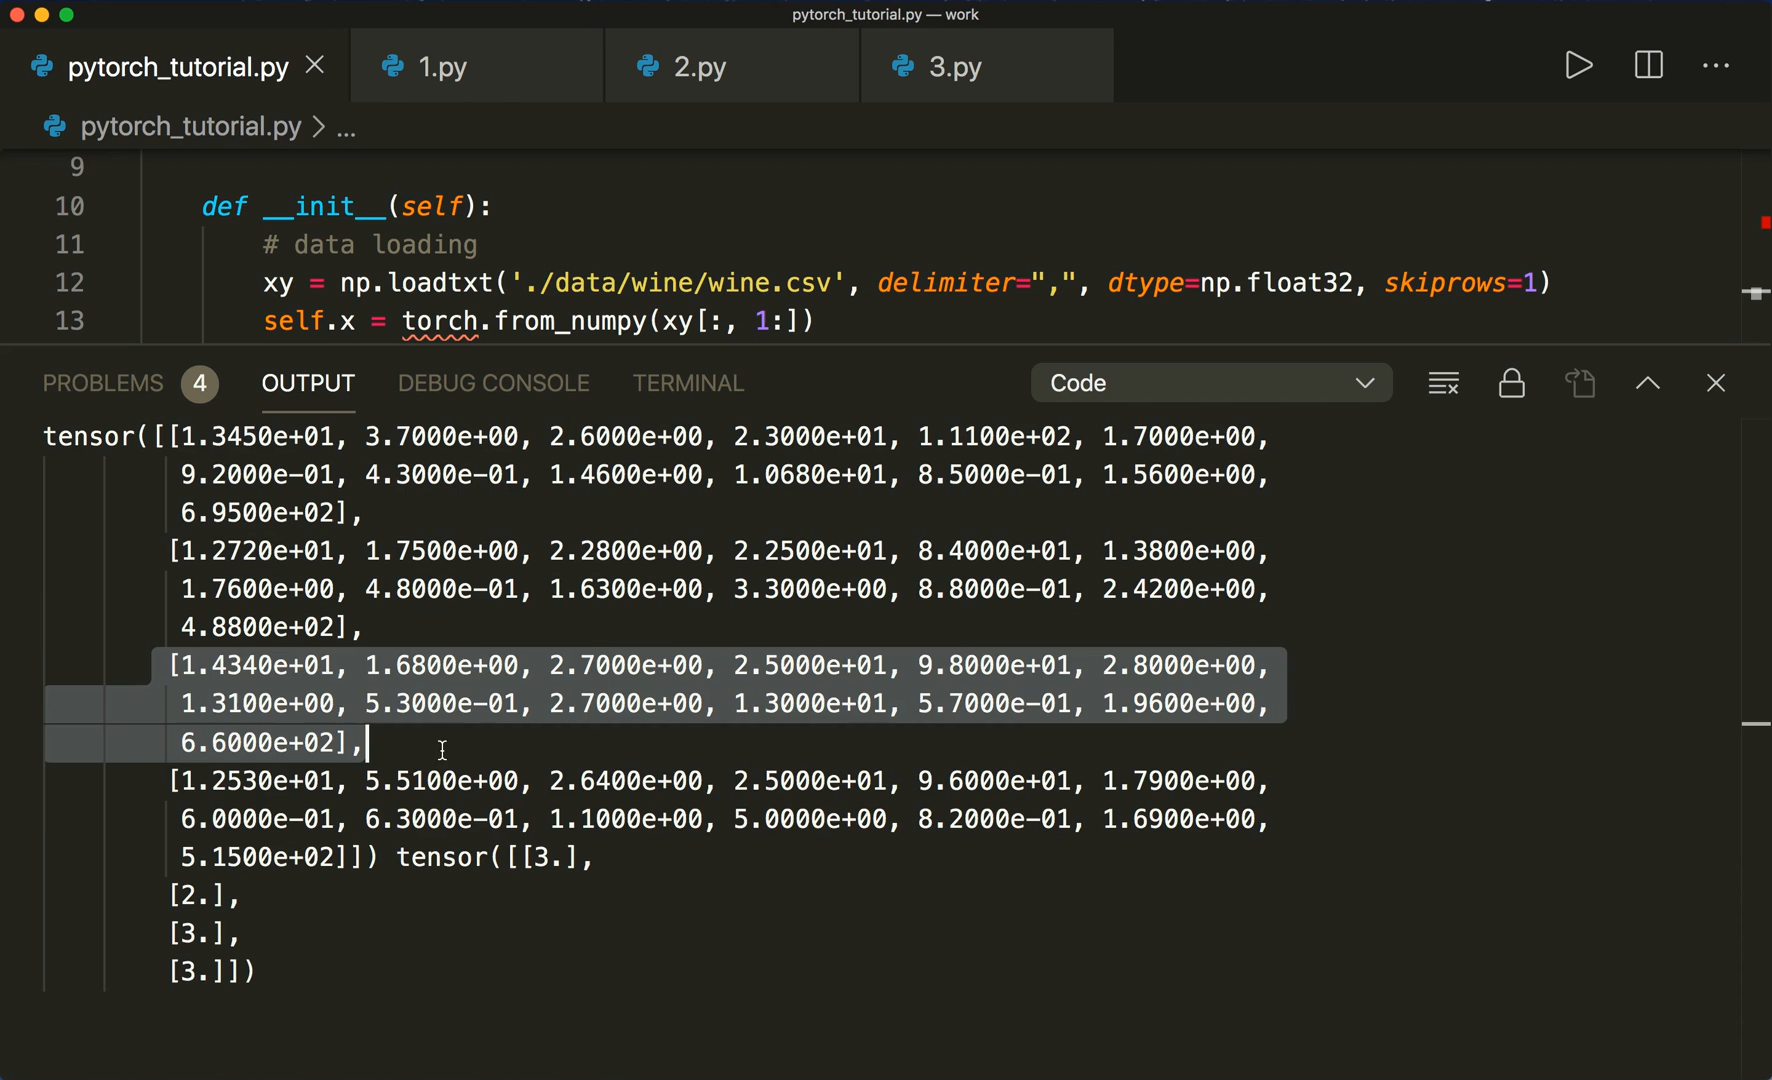 pytorch_tutorial.py — work
pytorch_tutorial.py
1.py
2.py
3.py
pytorch_tutorial.py > ...
9
10 def __init__(self):
11 # data loading
12 xy = np.loadtxt('./data/wine/wine.csv', delimiter=",", dtype=np.float32, skiprows=1)
13 self.x = torch.from_numpy(xy[:, 1:])
PROBLEMS 4 OUTPUT DEBUG CONSOLE TERMINAL Code
tensor([[1.3450e+01, 3.7000e+00, 2.6000e+00, 2.3000e+01, 1.1100e+02, 1.7000e+00,
9.2000e-01, 4.3000e-01, 1.4600e+00, 1.0680e+01, 8.5000e-01, 1.5600e+00,
6.9500e+02],
[1.2720e+01, 1.7500e+00, 2.2800e+00, 2.2500e+01, 8.4000e+01, 1.3800e+00,
1.7600e+00, 4.8000e-01, 1.6300e+00, 3.3000e+00, 8.8000e-01, 2.4200e+00,
4.8800e+02],
[1.4340e+01, 1.6800e+00, 2.7000e+00, 2.5000e+01, 9.8000e+01, 2.8000e+00,
1.3100e+00, 5.3000e-01, 2.7000e+00, 1.3000e+01, 5.7000e-01, 1.9600e+00,
6.6000e+02],
[1.2530e+01, 5.5100e+00, 2.6400e+00, 2.5000e+01, 9.6000e+01, 1.7900e+00,
6.0000e-01, 6.3000e-01, 1.1000e+00, 5.0000e+00, 8.2000e-01, 1.6900e+00,
5.1500e+02]]) tensor([[3.],
[2.],
[3.],
[3.]])